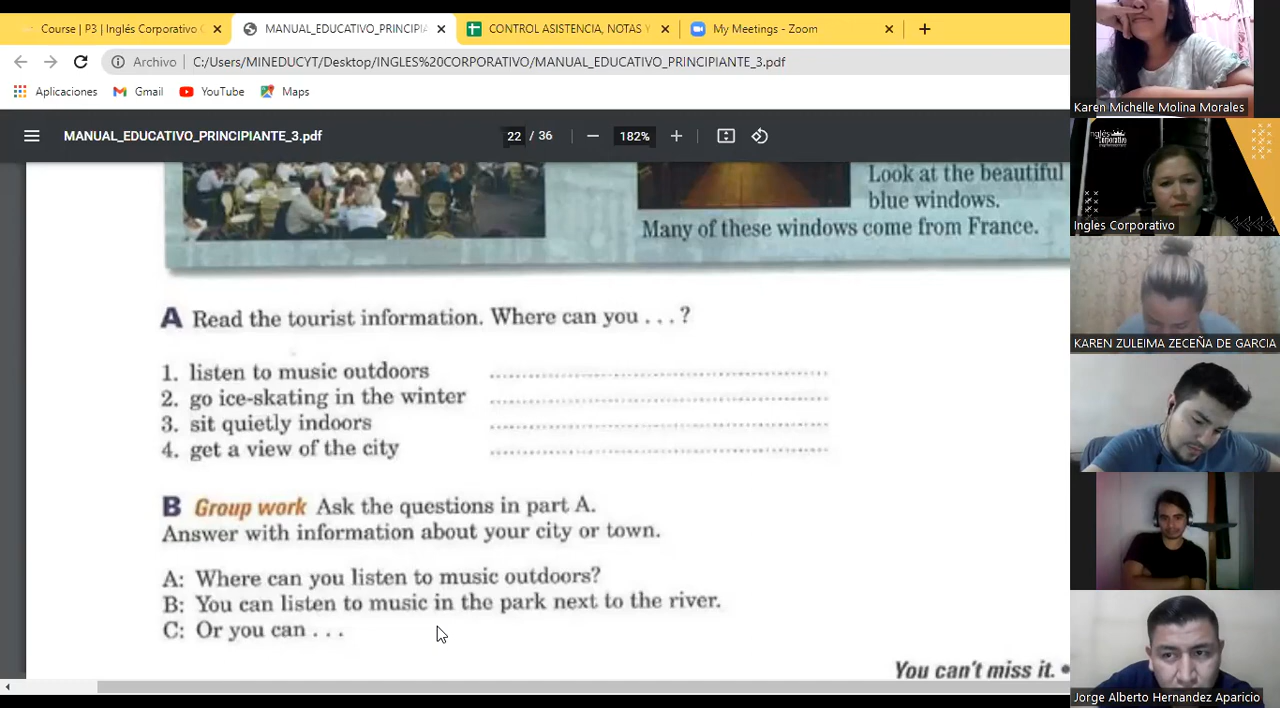 Course | P3 | Inglés Corporativo
MANUAL_EDUCATIVO_PRINCIPIA
CONTROL ASISTENCIA, NOTAS Y
My Meetings - Zoom
Archivo
C:/Users/MINEDUCYT/Desktop/INGLES%20CORPORATIVO/MANUAL_EDUCATIVO_PRINCIPIANTE_3.pdf
Aplicaciones
Gmail
YouTube
Maps
MANUAL_EDUCATIVO_PRINCIPIANTE_3.pdf
22 / 36
182%
Look at the beautiful
blue windows.
Many of these windows come from France.
A Read the tourist information. Where can you . . . ?
1. listen to music outdoors
2. go ice-skating in the winter
3. sit quietly indoors
4. get a view of the city
B Group work Ask the questions in part A.
Answer with information about your city or town.
A: Where can you listen to music outdoors?
B: You can listen to music in the park next to the river.
C: Or you can . . .
You can't miss it. •
Karen Michelle Molina Morales
Inglés
Corporativo
Ingles Corporativo
KAREN ZULEIMA ZECEÑA DE GARCIA
Jorge Alberto Hernandez Aparicio